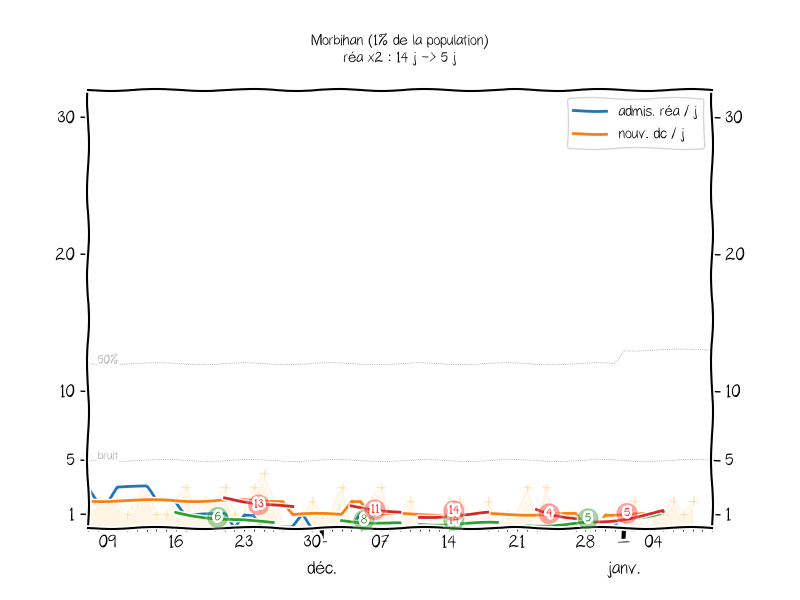 Morbihan (1% de la population)
réa x2 : 14 j -> 5 j
admis. réa / j
nouv. dc / j
30 30
20 20
50%
10 10
bruit
5 5
13 11 14 4 5
6 8 14 5
1 1
09 16 23 30 07 14 21 28 04
déc. janv.